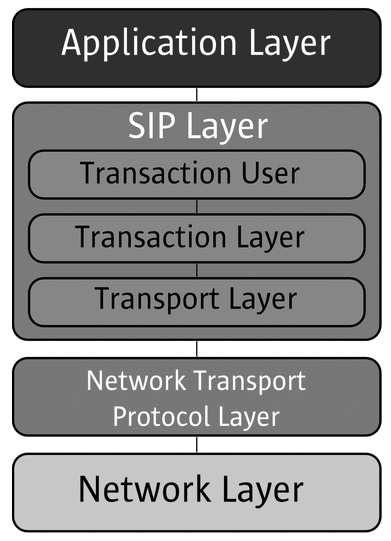 Application Layer
SIP Layer
Transaction User
Transaction Layer
Transport Layer
Network Transport
Protocol Layer
Network Layer